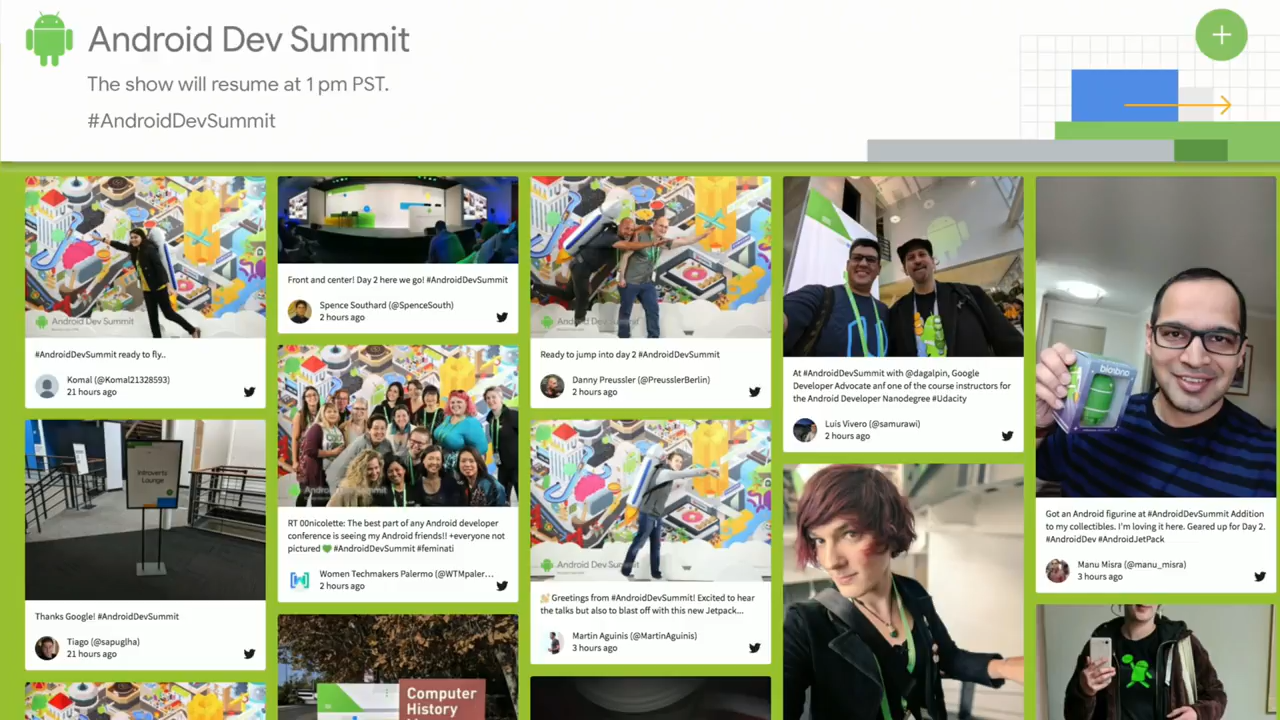 Android Dev Summit
The show will resume at 1 pm PST.
#AndroidDevSummit
Android Dev Summit
#AndroidDevSummit ready to fly..
Komal (@Komal21328593)
21 hours ago
Introverts
Lounge
Thanks Google! #AndroidDevSummit
Tiago (@sapuglha)
21 hours ago
Front and center! Day 2 here we go! #AndroidDevSummit
Spence Southard (@SpenceSouth)
2 hours ago
Android Dev Summit
RT 00nicolette: The best part of any Android developer
conference is seeing my Android friends!! +everyone not
pictured 💚 #AndroidDevSummit #feminati
Women Techmakers Palermo (@WTMpaler...
2 hours ago
Computer
History
Android Dev Summit
Ready to jump into day 2 #AndroidDevSummit
Danny Preussler (@PreusslerBerlin)
2 hours ago
Android Dev Summit
👋 Greetings from #AndroidDevSummit! Excited to hear
the talks but also to blast off with this new Jetpack...
Martin Aguinis (@MartinAguinis)
3 hours ago
At #AndroidDevSummit with @dagalpin, Google
Developer Advocate anf one of the course instructors for
the Android Developer Nanodegree #Udacity
Luis Vivero (@samurawi)
2 hours ago
android
Got an Android figurine at #AndroidDevSummit Addition
to my collectibles. I'm loving it here. Geared up for Day 2.
#AndroidDev #AndroidJetPack
Manu Misra (@manu_misra)
3 hours ago